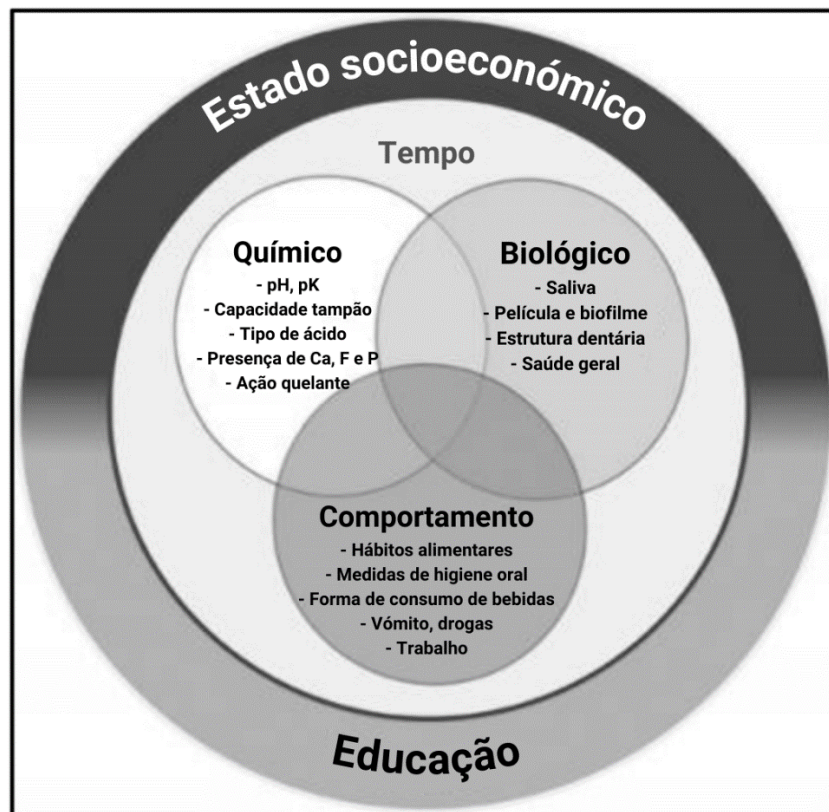 Estado socioeconómico
Tempo
Químico
- pH, pK
- Capacidade tampão
- Tipo de ácido
- Presença de Ca, F e P
- Ação quelante
Biológico
- Saliva
- Película e biofilme
- Estrutura dentária
- Saúde geral
Comportamento
- Hábitos alimentares
- Medidas de higiene oral
- Forma de consumo de bebidas
- Vómito, drogas
- Trabalho
Educação